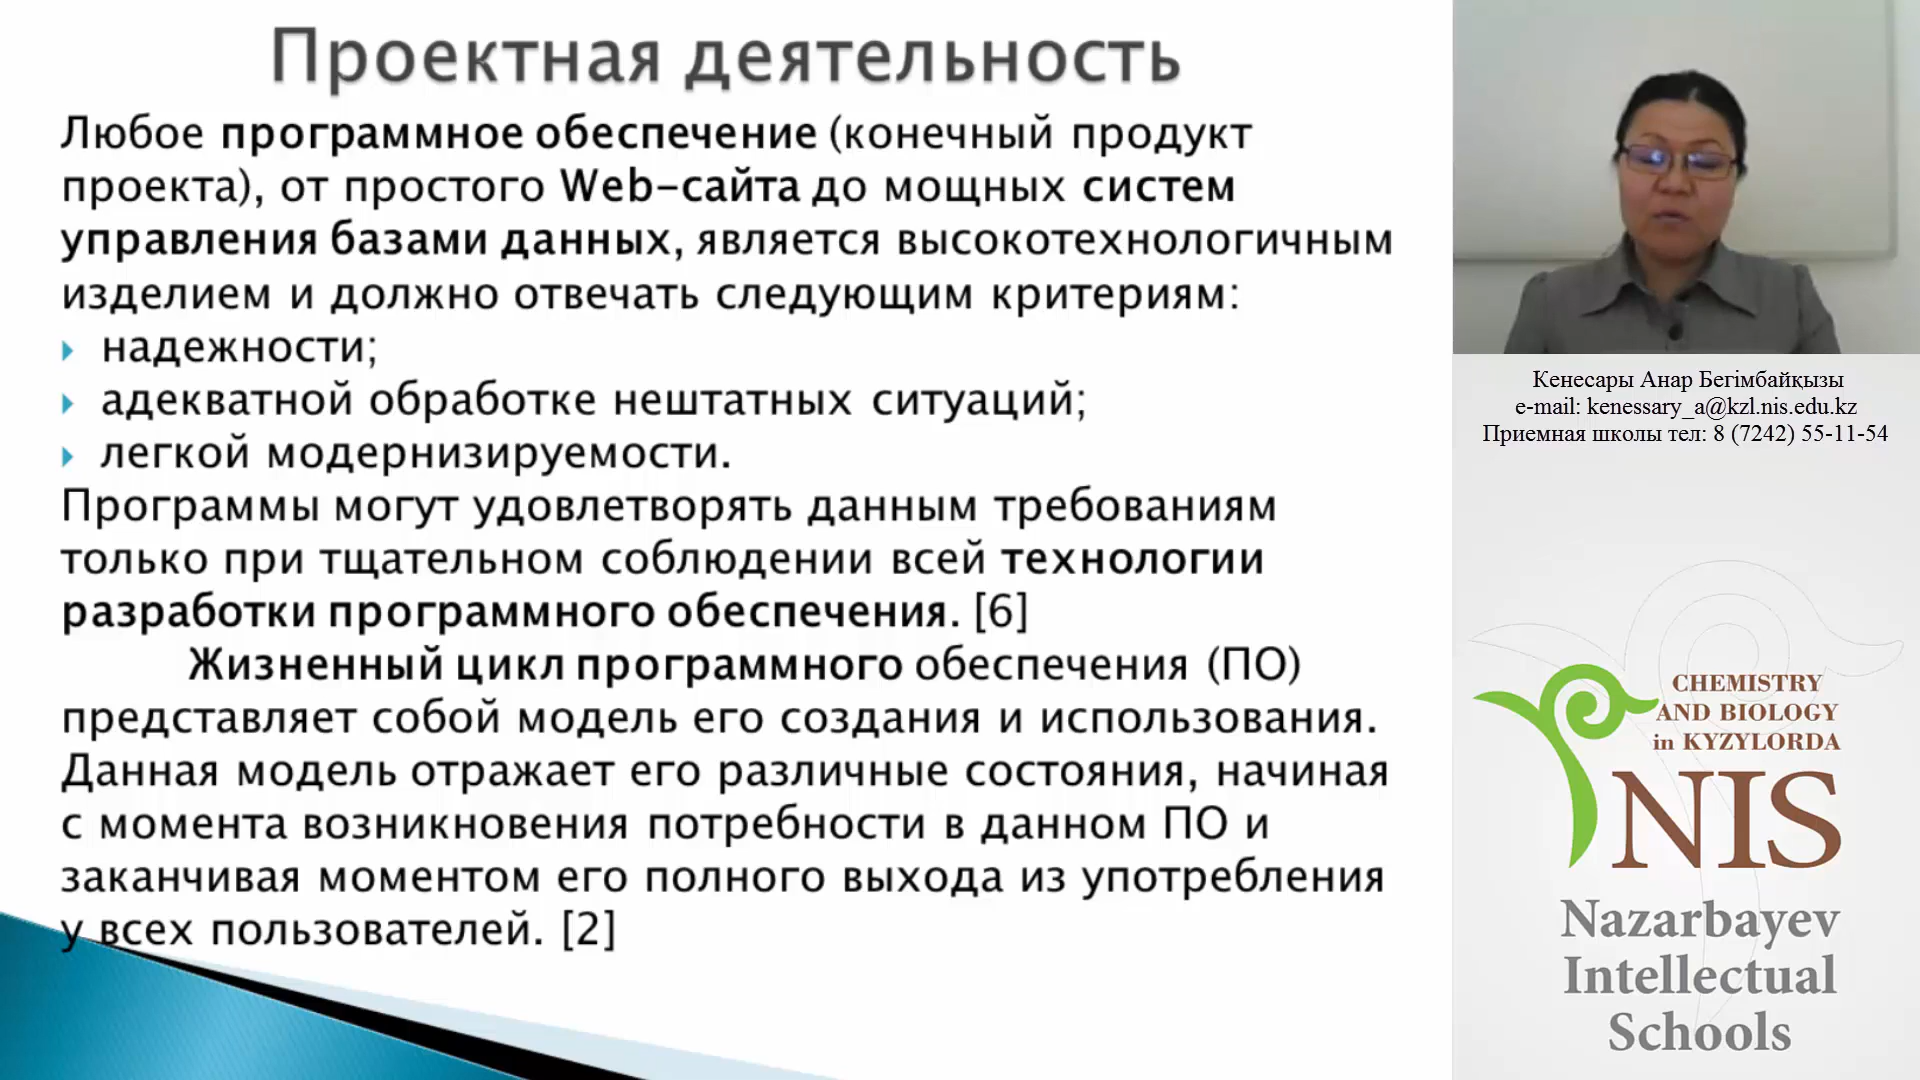 Проектная деятельность
Любое программное обеспечение (конечный продукт
проекта), от простого Web-сайта до мощных систем
управления базами данных, является высокотехнологичным
изделием и должно отвечать следующим критериям:
надежности;
адекватной обработке нештатных ситуаций;
легкой модернизируемости.
Программы могут удовлетворять данным требованиям
только при тщательном соблюдении всей технологии
разработки программного обеспечения. [6]
Жизненный цикл программного обеспечения (ПО)
представляет собой модель его создания и использования.
Данная модель отражает его различные состояния, начиная
с момента возникновения потребности в данном ПО и
заканчивая моментом его полного выхода из употребления
у всех пользователей. [2]
Кенесары Анар Бегімбайқызы
e-mail: kenessary_a@kzl.nis.edu.kz
Приемная школы тел: 8 (7242) 55-11-54
CHEMISTRY
AND BIOLOGY
in KYZYLORDA
NIS
Nazarbayev
Intellectual
Schools